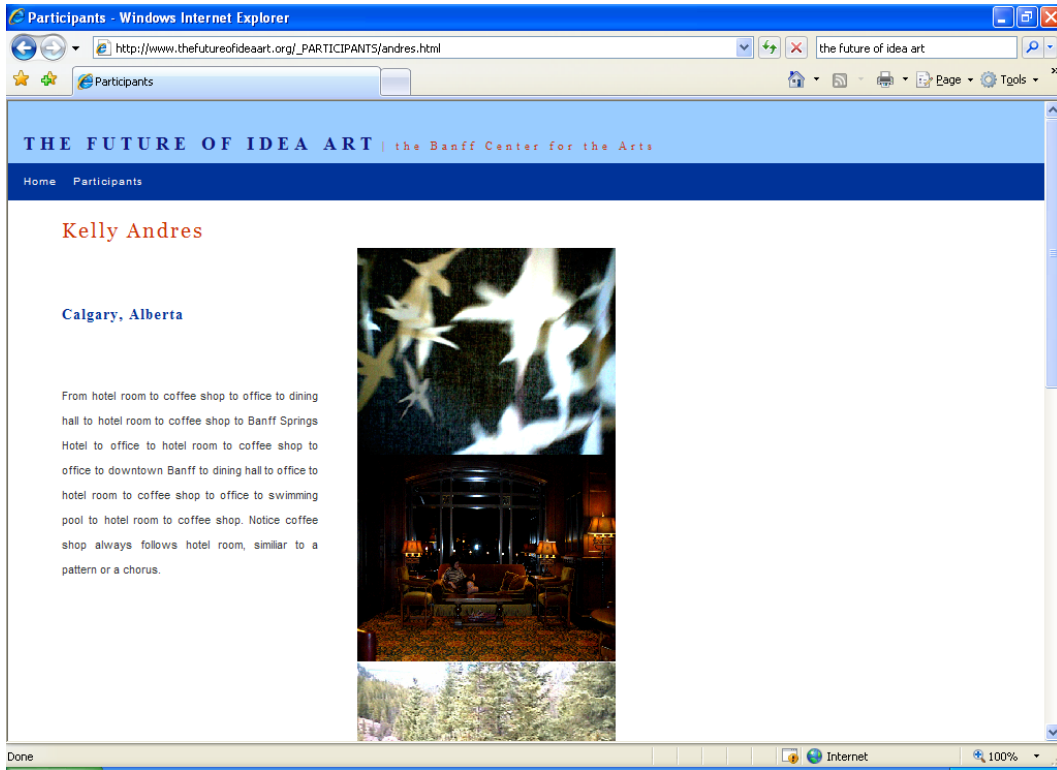 Participants - Windows Internet Explorer
http://www.thefutureofideaart.org/_PARTICIPANTS/andres.html
the future of idea art
Participants
Page
Tools
THE FUTURE OF IDEA ART | the Banff Center for the Arts
Home Participants
Kelly Andres
Calgary, Alberta
From hotel room to coffee shop to office to dining
hall to hotel room to coffee shop to Banff Springs
Hotel to office to hotel room to coffee shop to
office to downtown Banff to dining hall to office to
hotel room to coffee shop to office to swimming
pool to hotel room to coffee shop. Notice coffee
shop always follows hotel room, similiar to a
pattern or a chorus.
Done
Internet
100%